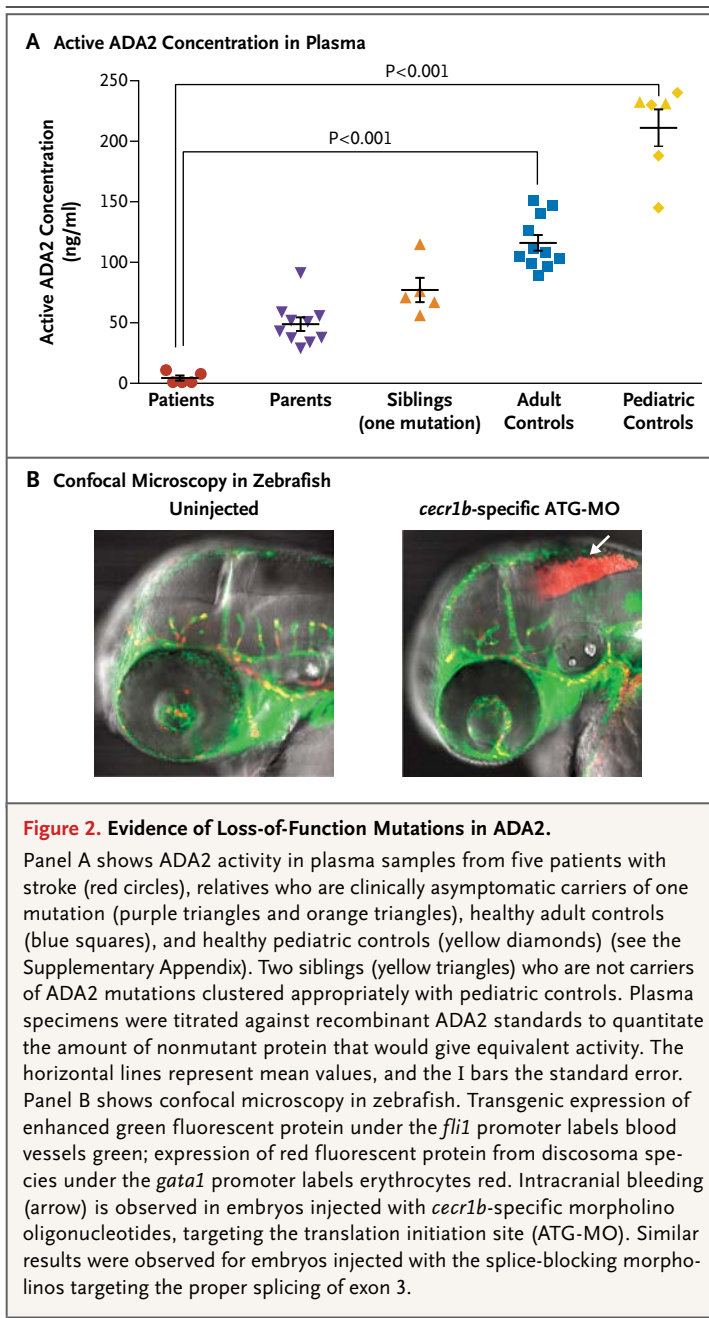 A Active ADA2 Concentration in Plasma
P<0.001
P<0.001
Active ADA2 Concentration
(ng/ml)
250
200
150
100
50
0
Patients
Parents
Siblings
(one mutation)
Adult
Controls
Pediatric
Controls
B Confocal Microscopy in Zebrafish
Uninjected
cecr1b-specific ATG-MO
Figure 2. Evidence of Loss-of-Function Mutations in ADA2.
Panel A shows ADA2 activity in plasma samples from five patients with
stroke (red circles), relatives who are clinically asymptomatic carriers of one
mutation (purple triangles and orange triangles), healthy adult controls
(blue squares), and healthy pediatric controls (yellow diamonds) (see the
Supplementary Appendix). Two siblings (yellow triangles) who are not carriers
of ADA2 mutations clustered appropriately with pediatric controls. Plasma
specimens were titrated against recombinant ADA2 standards to quantitate
the amount of nonmutant protein that would give equivalent activity. The
horizontal lines represent mean values, and the I bars the standard error.
Panel B shows confocal microscopy in zebrafish. Transgenic expression of
enhanced green fluorescent protein under the fli1 promoter labels blood
vessels green; expression of red fluorescent protein from discosoma spe-
cies under the gata1 promoter labels erythrocytes red. Intracranial bleeding
(arrow) is observed in embryos injected with cecr1b-specific morpholino
oligonucleotides, targeting the translation initiation site (ATG-MO). Similar
results were observed for embryos injected with the splice-blocking morpho-
linos targeting the proper splicing of exon 3.